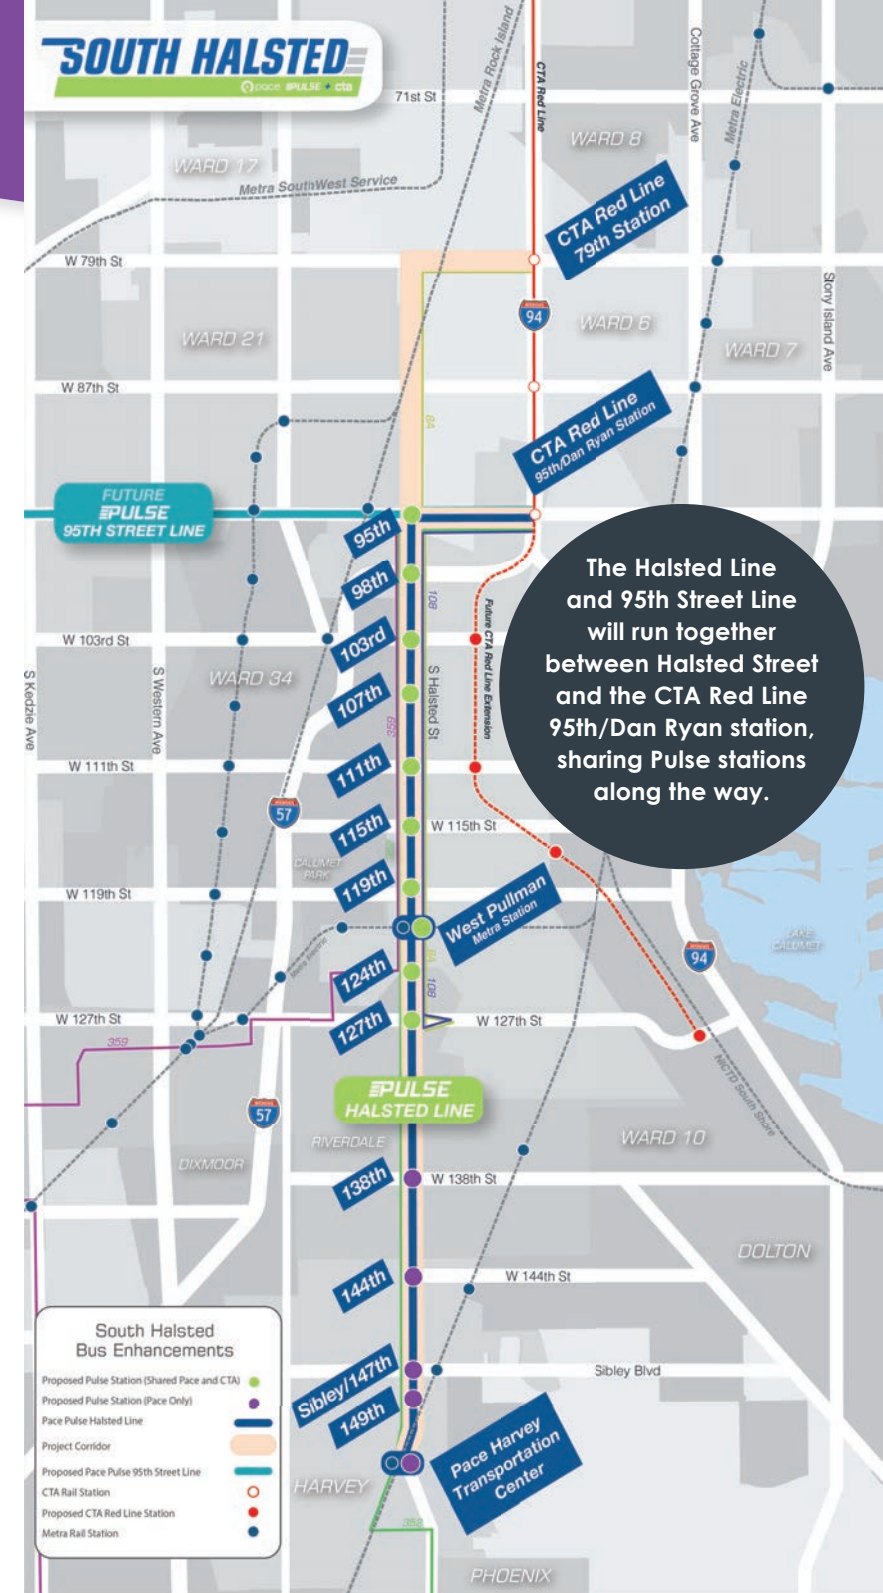 SOUTH HALSTED
pace PULSE + cta
71st St
Metra Rock Island
CTA Red Line
Cottage Grove Ave
Metra Electric
WARD 17
WARD 8
Metra SouthWest Service
CTA Red Line
79th Station
W 79th St
94
WARD 21
WARD 6
WARD 7
Stony Island Ave
W 87th St
8A
CTA Red Line
95th/Dan Ryan Station
FUTURE
PULSE
95TH STREET LINE
95th
98th
108
The Halsted Line
and 95th Street Line
will run together
between Halsted Street
and the CTA Red Line
95th/Dan Ryan station,
sharing Pulse stations
along the way.
Future CTA Red Line Extension
W 103rd St
103rd
S Kedzie Ave
S Western Ave
WARD 34
S Halsted St
107th
359
W 111th St
111th
57
115th
W 115th St
CALUMET
PARK
119th
W 119th St
West Pullman
Metra Station
LAKE
CALUMET
94
Metra Electric
8A
124th
108
W 127th St
127th
W 127th St
359
NICTD South Shore
PULSE
HALSTED LINE
57
RIVERDALE
WARD 10
DIXMOOR
138th
W 138th St
DOLTON
144th
W 144th St
Sibley/147th
Sibley Blvd
149th
Pace Harvey
Transportation
Center
HARVEY
358
PHOENIX
South Halsted
Bus Enhancements
Proposed Pulse Station (Shared Pace and CTA)
Proposed Pulse Station (Pace Only)
Pace Pulse Halsted Line
Project Corridor
Proposed Pace Pulse 95th Street Line
CTA Rail Station
Proposed CTA Red Line Station
Metra Rail Station